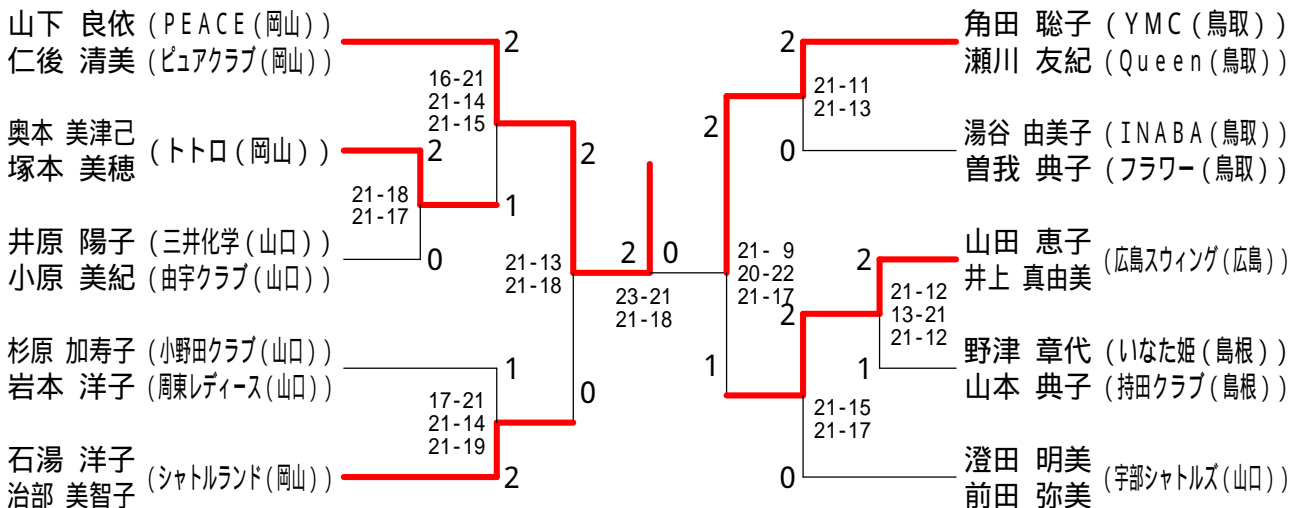 山下 良依 (PEACE(岡山))
仁後 清美 (ピュアクラブ(岡山))
2
16-21
21-14
21-15
奥本 美津己
塚本 美穂
(トトロ(岡山))
2
21-18
21-17
1
2
井原 陽子 (三井化学(山口))
小原 美紀 (由宇クラブ(山口))
0
21-13
21-18
杉原 加寿子 (小野田クラブ(山口))
岩本 洋子 (周東レディース(山口))
1
17-21
21-14
21-19
0
石湯 洋子
治部 美智子
(シャトルランド(岡山))
2
2 0
23-21
21-18
角田 聡子 (YMC(鳥取))
瀬川 友紀 (Queen(鳥取))
2
21-11
21-13
2
湯谷 由美子 (INABA(鳥取))
曽我 典子 (フラワー(鳥取))
0
21- 9
20-22
21-17
山田 恵子
井上 真由美
(広島スウィング(広島))
2
21-12
13-21
21-12
2
野津 章代 (いなた姫(島根))
山本 典子 (持田クラブ(島根))
1
1
21-15
21-17
澄田 明美
前田 弥美
(宇部シャトルズ(山口))
0